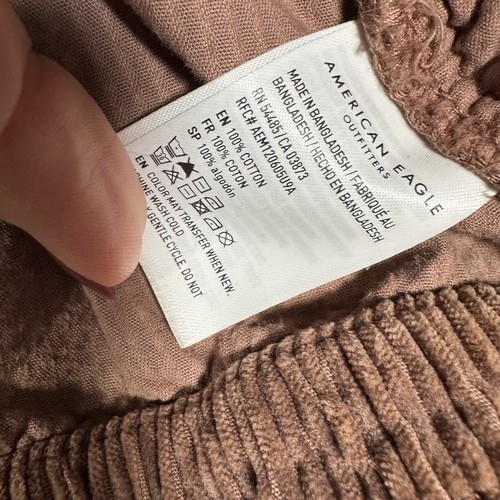 AMERICAN EAGLE
OUTFITTERS
MADE IN BANGLADESH / FABRIQUÉ AU
BANGLADESH / HECHO EN BANGLADESH
RN 54485 / CA 03873
RFC# AEM120605U9A
EN 100% COTTON
FR 100% COTON
SP 100% algodón
EN COLOR MAY TRANSFER WHEN NEW.
WASH COLD
GENTLE CYCLE. DO NOT